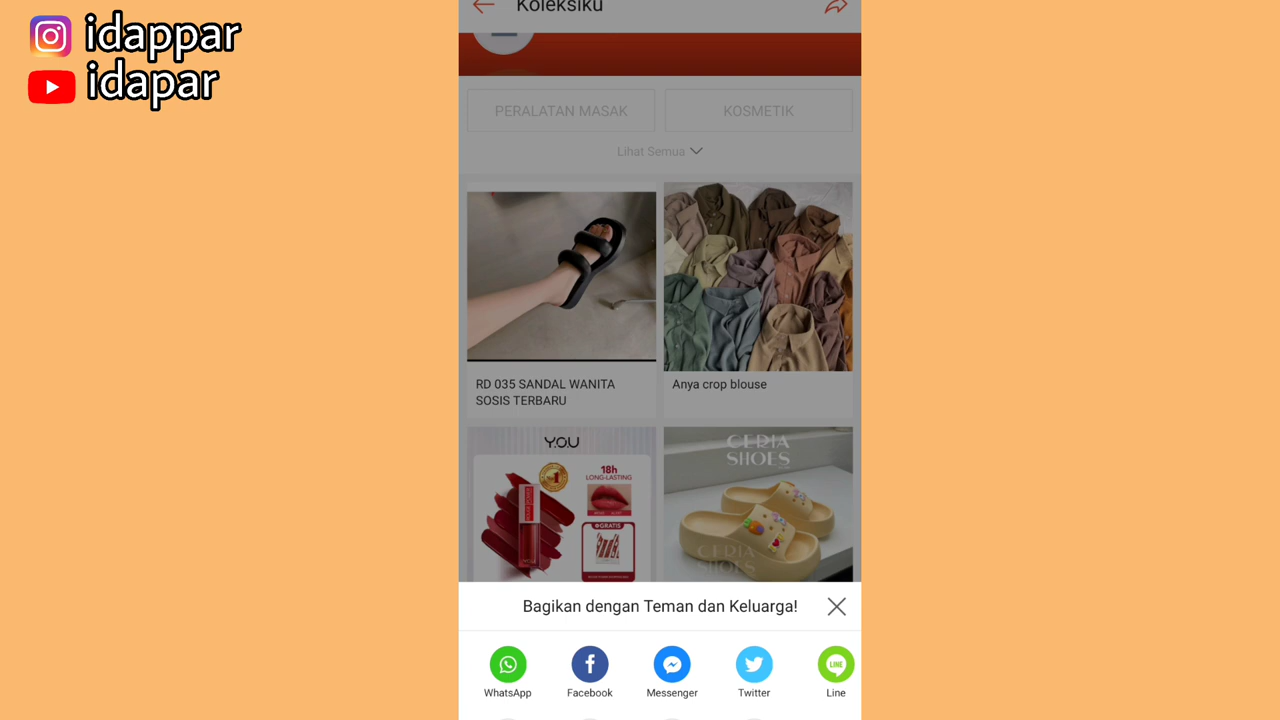 idappar
idapar
Koleksiku
PERALATAN MASAK
KOSMETIK
Lihat Semua
RD 035 SANDAL WANITA
SOSIS TERBARU
Anya crop blouse
Y.O.U
18h
LONG-LASTING
GRATIS
CERIA
SHOES
CERIA
SHOES
Bagikan dengan Teman dan Keluarga!
LINE
WhatsApp
Facebook
Messenger
Twitter
Line